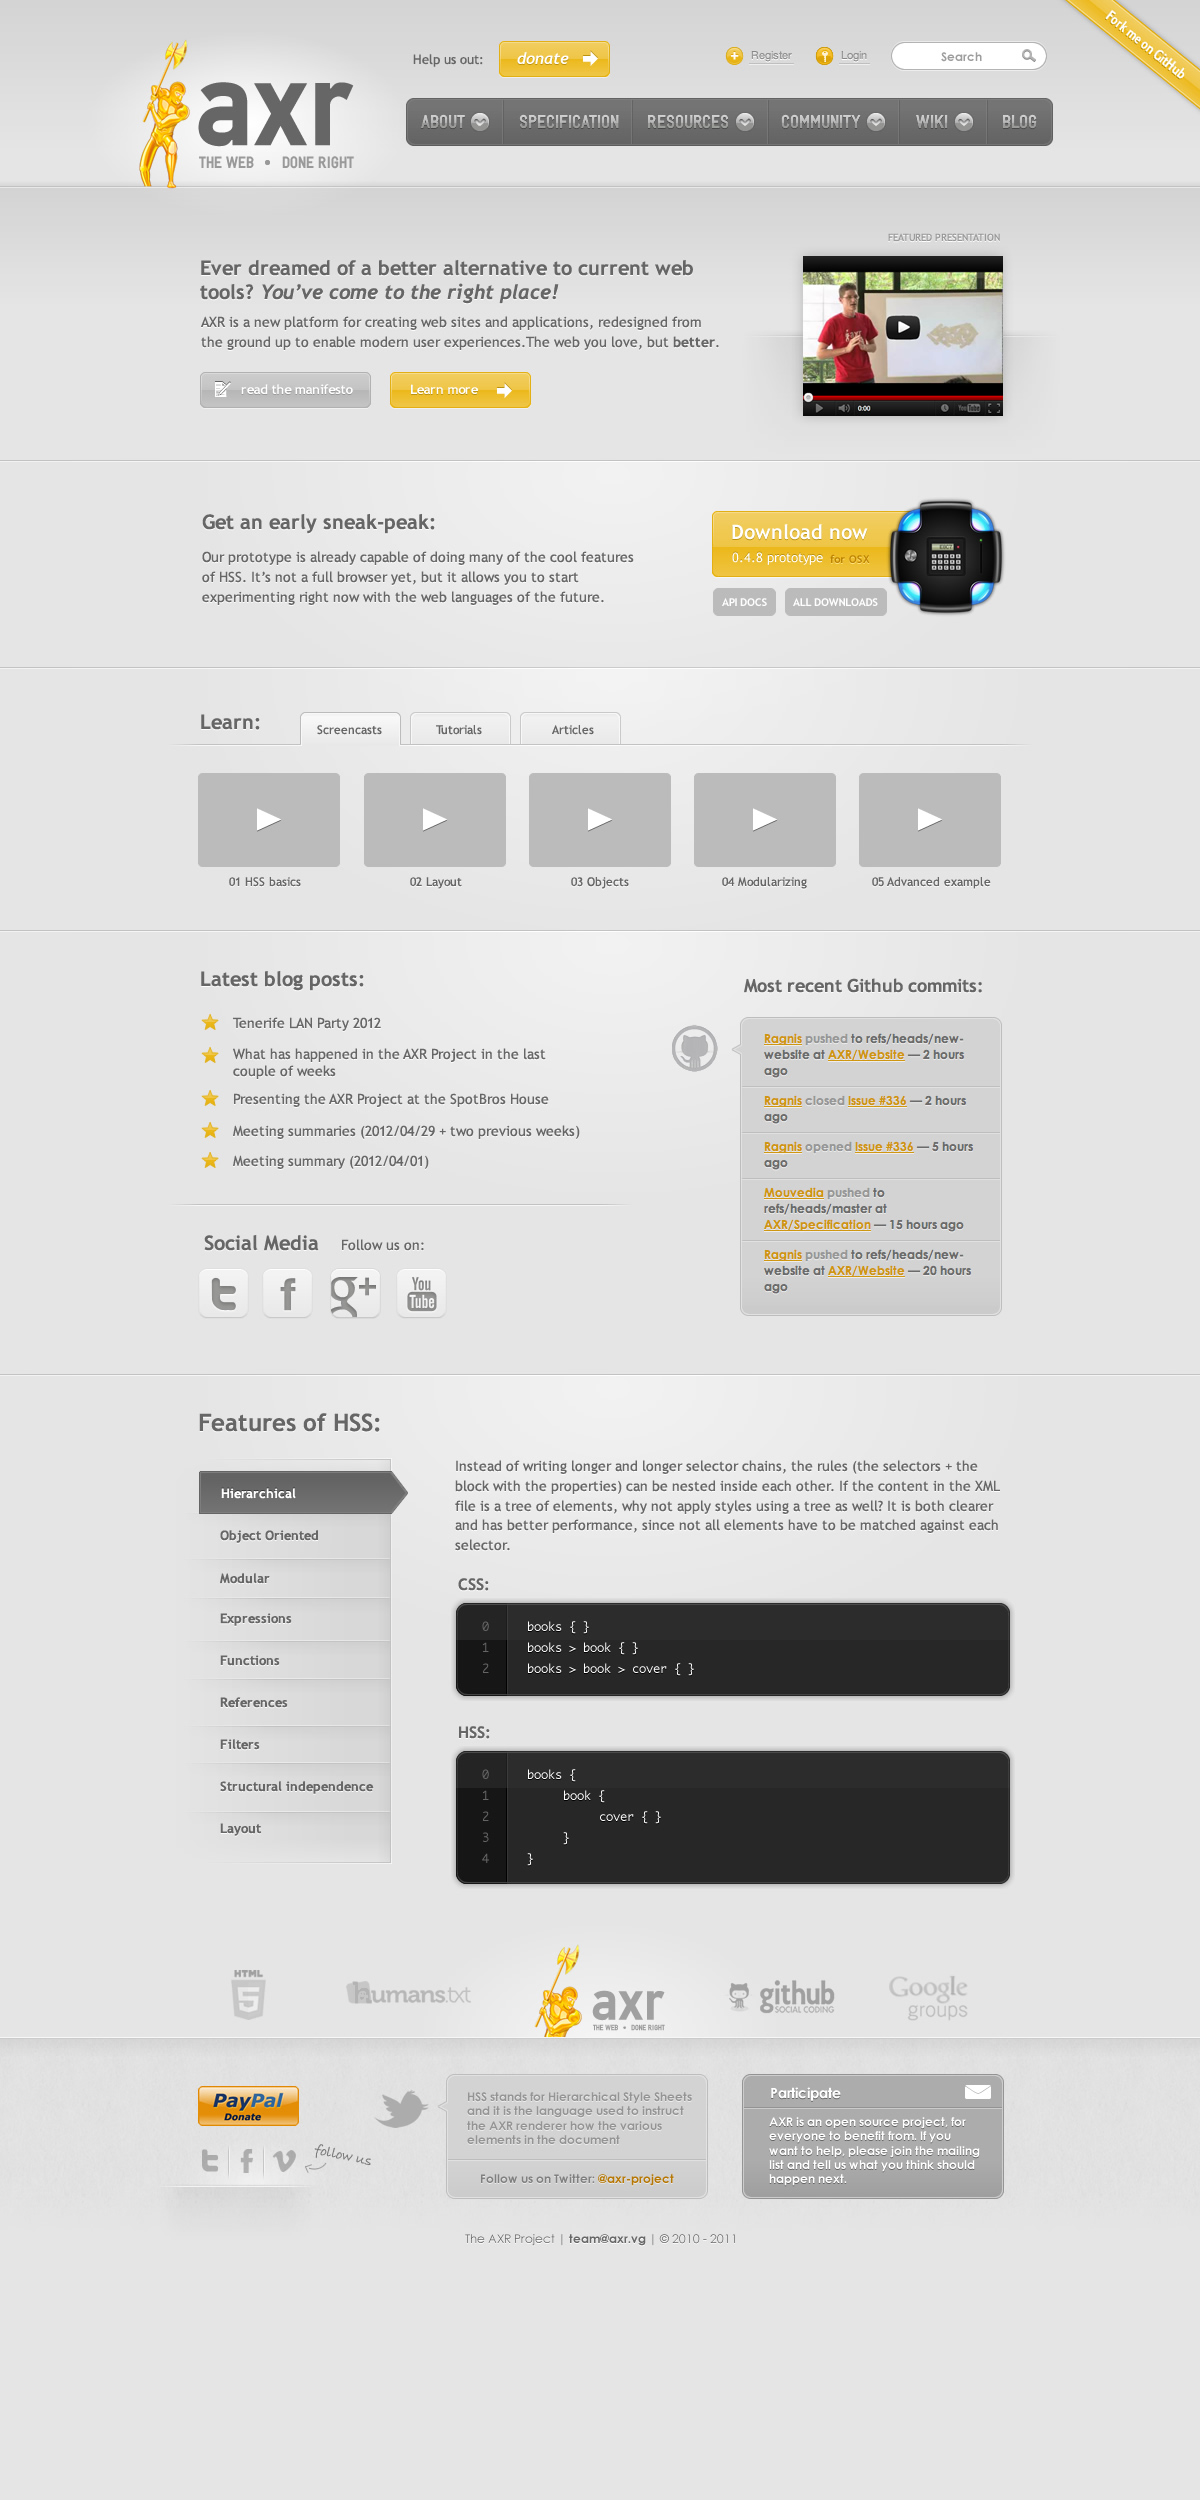 Help us out:
donate
Register
Login
Search
Fork me on GitHub
axr
THE WEB • DONE RIGHT
ABOUT
SPECIFICATION
RESOURCES
COMMUNITY
WIKI
BLOG
FEATURED PRESENTATION
Ever dreamed of a better alternative to current web
tools? You've come to the right place!
AXR is a new platform for creating web sites and applications, redesigned from
the ground up to enable modern user experiences.The web you love, but better.
read the manifesto
Learn more
0:00
YouTube
Get an early sneak-peak:
Our prototype is already capable of doing many of the cool features
of HSS. It's not a full browser yet, but it allows you to start
experimenting right now with the web languages of the future.
Download now
0.4.8 prototype for OSX
API DOCS
ALL DOWNLOADS
Learn:
Screencasts
Tutorials
Articles
01 HSS basics
02 Layout
03 Objects
04 Modularizing
05 Advanced example
Latest blog posts:
Tenerife LAN Party 2012
What has happened in the AXR Project in the last
couple of weeks
Presenting the AXR Project at the SpotBros House
Meeting summaries (2012/04/29 + two previous weeks)
Meeting summary (2012/04/01)
Most recent Github commits:
Ragnis pushed to refs/heads/new-
website at AXR/Website — 2 hours
ago
Ragnis closed Issue #336 — 2 hours
ago
Ragnis opened Issue #336 — 5 hours
ago
Mouvedia pushed to
refs/heads/master at
AXR/Specification — 15 hours ago
Ragnis pushed to refs/heads/new-
website at AXR/Website — 20 hours
ago
Social Media
Follow us on:
t
f
g+
You
Tube
Features of HSS:
Hierarchical
Object Oriented
Modular
Expressions
Functions
References
Filters
Structural independence
Layout
Instead of writing longer and longer selector chains, the rules (the selectors + the
block with the properties) can be nested inside each other. If the content in the XML
file is a tree of elements, why not apply styles using a tree as well? It is both clearer
and has better performance, since not all elements have to be matched against each
selector.
CSS:
0 books { }
1 books > book { }
2 books > book > cover { }
HSS:
0 books {
1 book {
2 cover { }
3 }
4 }
HTML
5
humans.txt
axr
THE WEB • DONE RIGHT
github
SOCIAL CODING
Google
groups
PayPal
Donate
t
f
v
follow us
HSS stands for Hierarchical Style Sheets
and it is the language used to instruct
the AXR renderer how the various
elements in the document
Follow us on Twitter: @axr-project
Participate
AXR is an open source project, for
everyone to benefit from. If you
want to help, please join the mailing
list and tell us what you think should
happen next.
The AXR Project | team@axr.vg | © 2010 - 2011